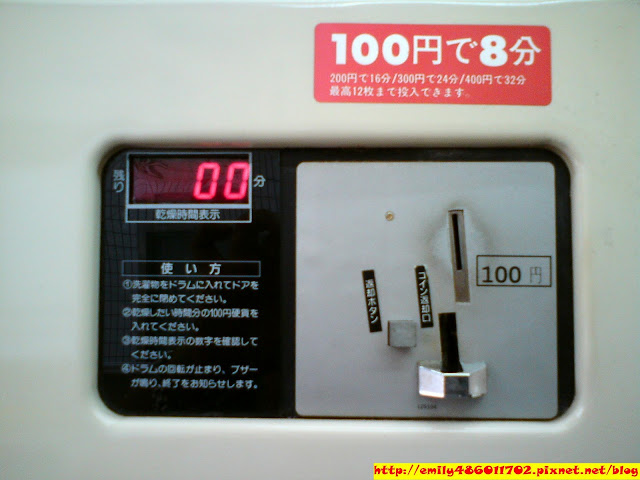 100円で8分
200円で16分/300円で24分/400円で32分
最高12枚まで投入できます。
残り
00
分
乾燥時間表示
使い方
①洗濯物をドラムに入れてドアを
完全に閉めてください。
②乾燥したい時間分の100円硬貨を
入れてください。
③乾燥時間表示の数字を確認して
ください。
④ドラムの回転が止まり、ブザー
が鳴り、終了をお知らせします。
返却ボタン
コイン返却口
100 円
http://emily486011702.pixnet.net/blog